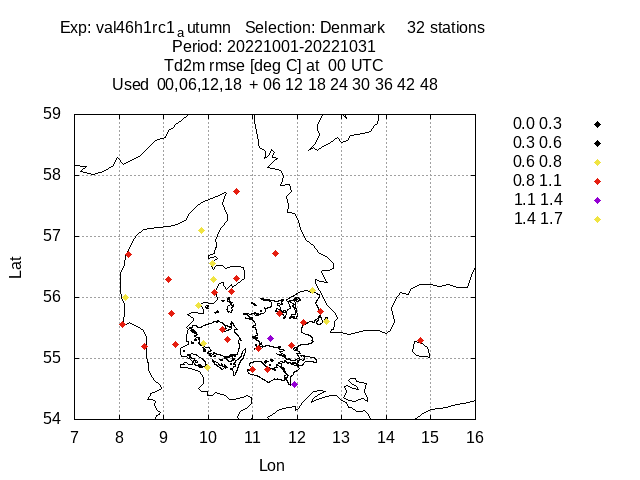 Exp: val46h1rc1_autumn   Selection: Denmark     32 stations
Period: 20221001-20221031
Td2m rmse [deg C] at  00 UTC
Used  00,06,12,18  + 06 12 18 24 30 36 42 48
59
58
57
56
55
54
Lat
7 8 9 10 11 12 13 14 15 16
Lon
0.0 0.3
0.3 0.6
0.6 0.8
0.8 1.1
1.1 1.4
1.4 1.7